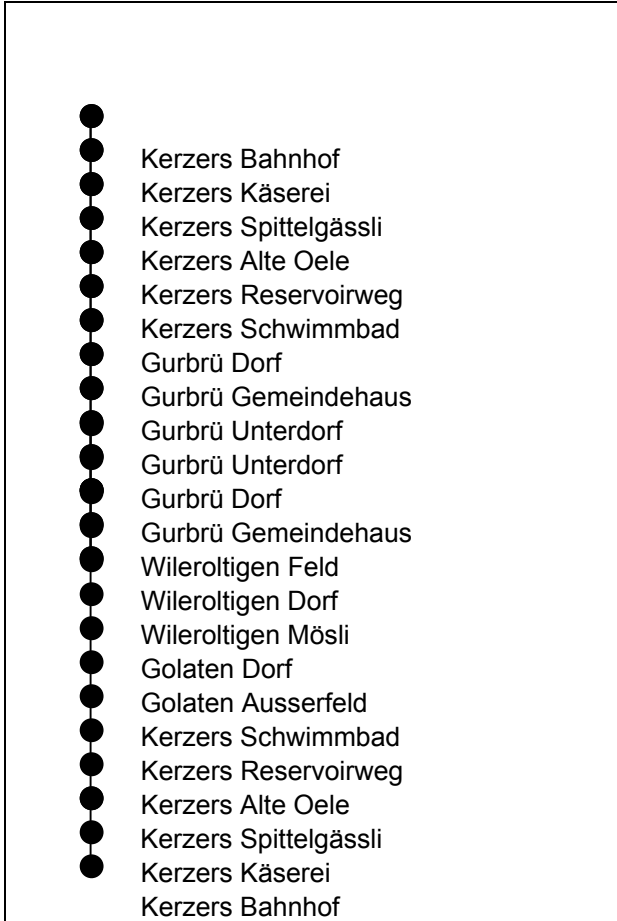 Kerzers Bahnhof
Kerzers Käserei
Kerzers Spittelgässli
Kerzers Alte Oele
Kerzers Reservoirweg
Kerzers Schwimmbad
Gurbrü Dorf
Gurbrü Gemeindehaus
Gurbrü Unterdorf
Gurbrü Unterdorf
Gurbrü Dorf
Gurbrü Gemeindehaus
Wileroltigen Feld
Wileroltigen Dorf
Wileroltigen Mösli
Golaten Dorf
Golaten Ausserfeld
Kerzers Schwimmbad
Kerzers Reservoirweg
Kerzers Alte Oele
Kerzers Spittelgässli
Kerzers Käserei
Kerzers Bahnhof